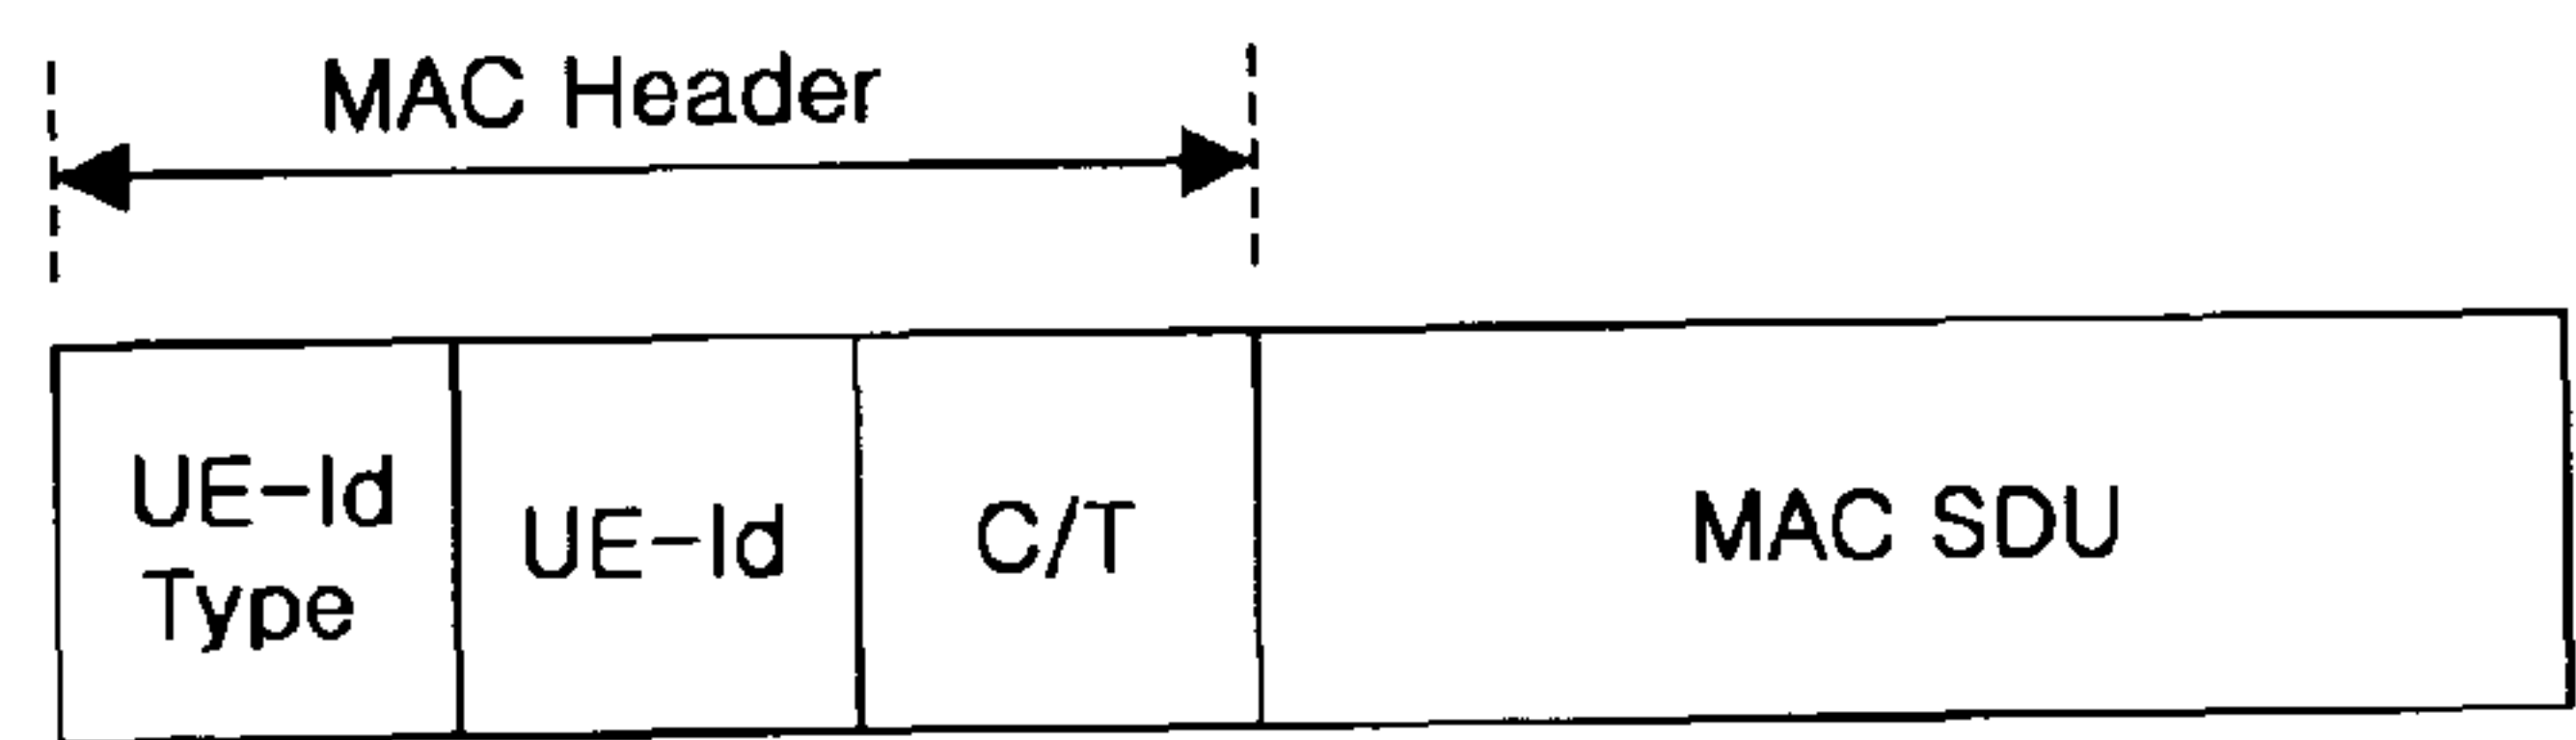 MAC Header
UE-Id
Type
UE-Id
C/T
MAC SDU